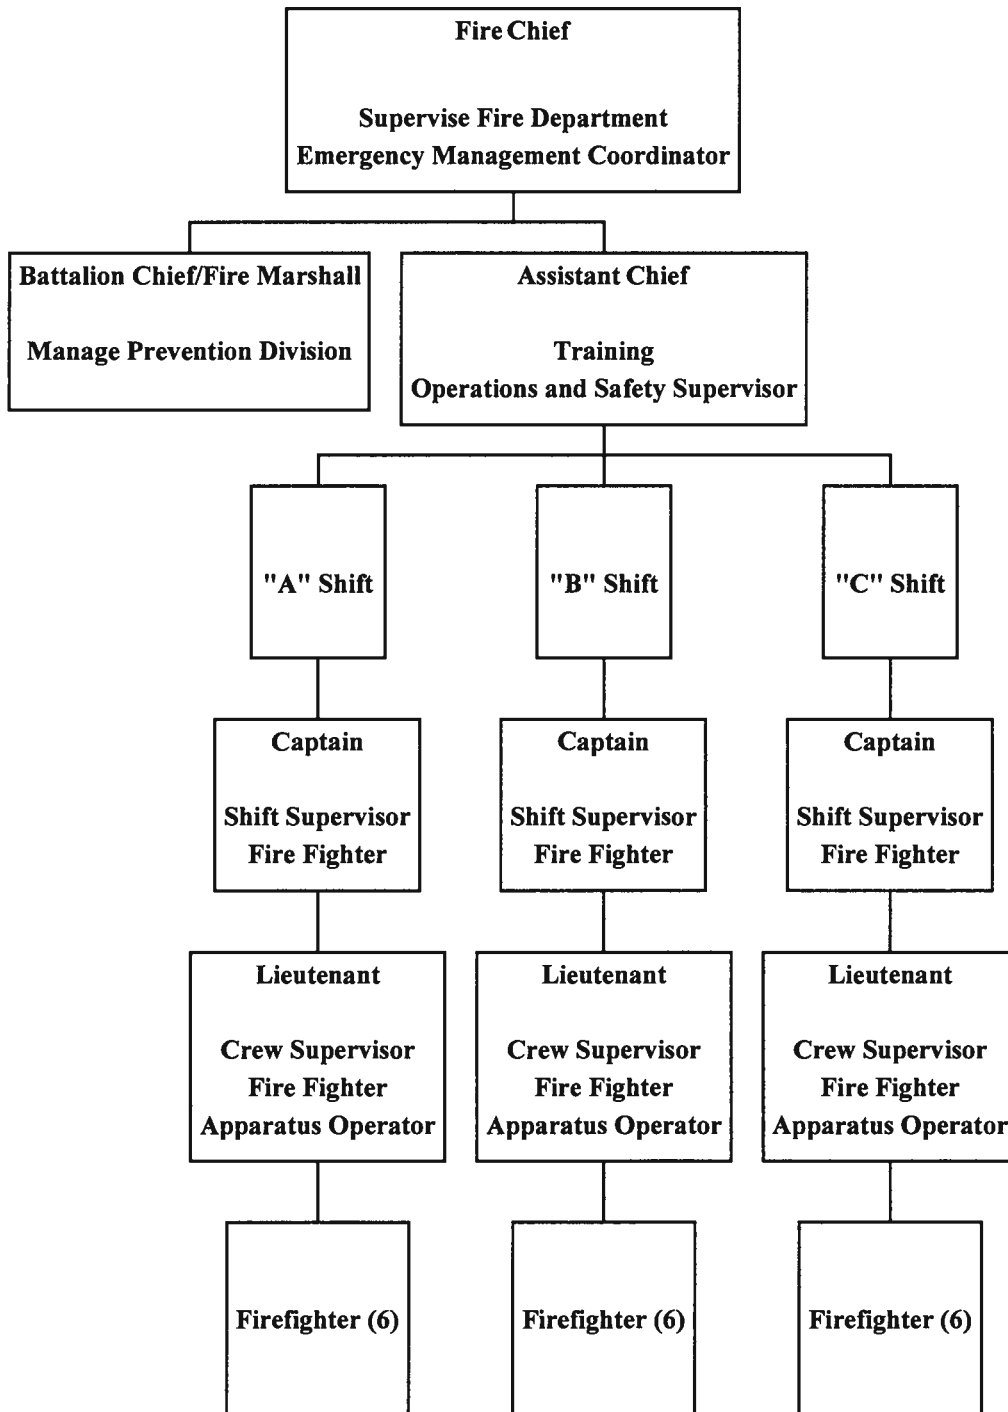 Fire Chief
Supervise Fire Department
Emergency Management Coordinator
Battalion Chief/Fire Marshall
Manage Prevention Division
Assistant Chief
Training
Operations and Safety Supervisor
"A" Shift
"B" Shift
"C" Shift
Captain
Shift Supervisor
Fire Fighter
Captain
Shift Supervisor
Fire Fighter
Captain
Shift Supervisor
Fire Fighter
Lieutenant
Crew Supervisor
Fire Fighter
Apparatus Operator
Lieutenant
Crew Supervisor
Fire Fighter
Apparatus Operator
Lieutenant
Crew Supervisor
Fire Fighter
Apparatus Operator
Firefighter (6)
Firefighter (6)
Firefighter (6)